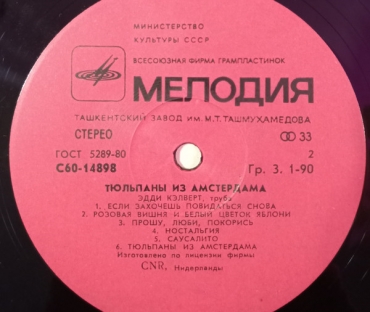 МИНИСТЕРСТВО
КУЛЬТУРЫ СССР
ВСЕСОЮЗНАЯ ФИРМА ГРАМПЛАСТИНОК
МЕЛОДИЯ
ТАШКЕНТСКИЙ ЗАВОД ИМ. М.Т. ТАШМУХАМЕДОВА
СТЕРЕО 33
ГОСТ 5289-80 2
С60-14898 Гр. 3. 1-90
ТЮЛЬПАНЫ ИЗ АМСТЕРДАМА
ЭДДИ КЭЛВЕРТ, труба
1. ЕСЛИ ЗАХОЧЕШЬ ПОВИДАТЬСЯ СНОВА
2. РОЗОВАЯ ВИШНЯ И БЕЛЫЙ ЦВЕТОК ЯБЛОНИ
3. ПРОШУ, ЛЮБИ, ПОКОРИСЬ
4. НОСТАЛЬГИЯ
5. САУСАЛИТО
6. ТЮЛЬПАНЫ ИЗ АМСТЕРДАМА
Изготовлено по лицензии фирмы
CNR, Нидерланды